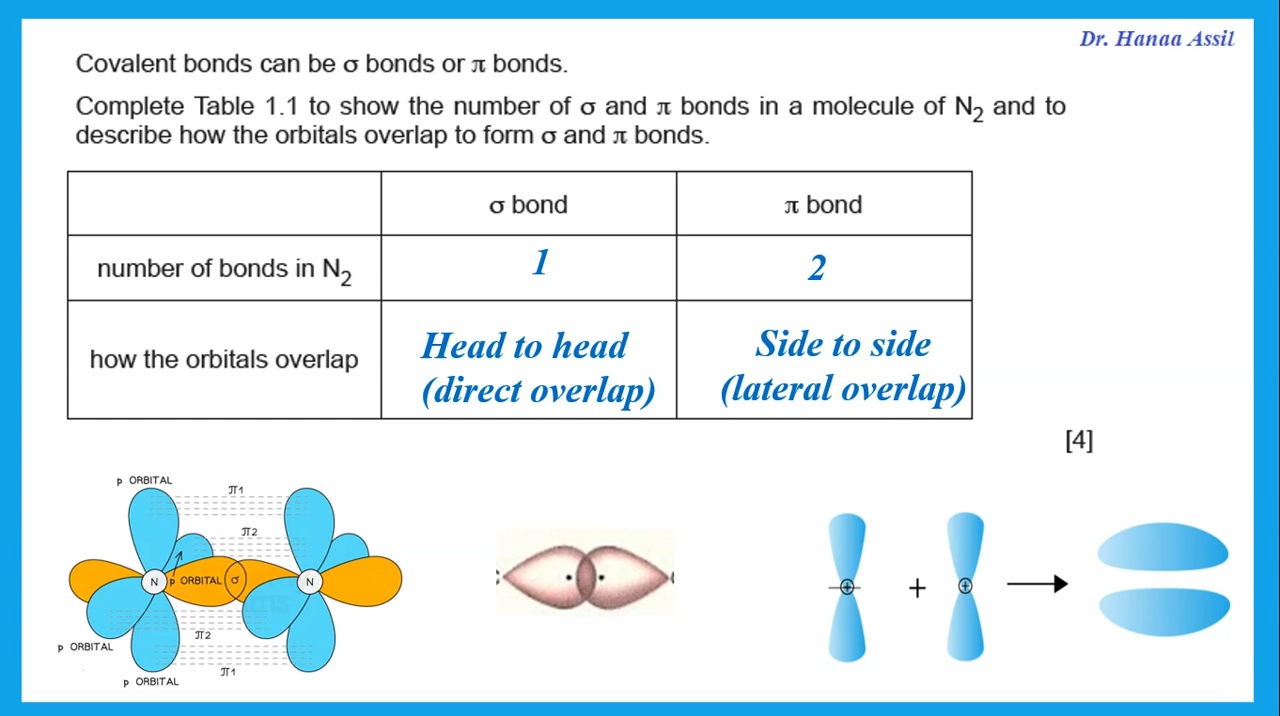 Dr. Hanaa Assil
Covalent bonds can be σ bonds or π bonds.
Complete Table 1.1 to show the number of σ and π bonds in a molecule of N₂ and to
describe how the orbitals overlap to form σ and π bonds.
σ bond
π bond
number of bonds in N₂
1
2
how the orbitals overlap
Head to head
(direct overlap)
Side to side
(lateral overlap)
[4]
p ORBITAL
π1
π2
N
p ORBITAL
σ
N
π2
p ORBITAL
π1
p ORBITAL
+